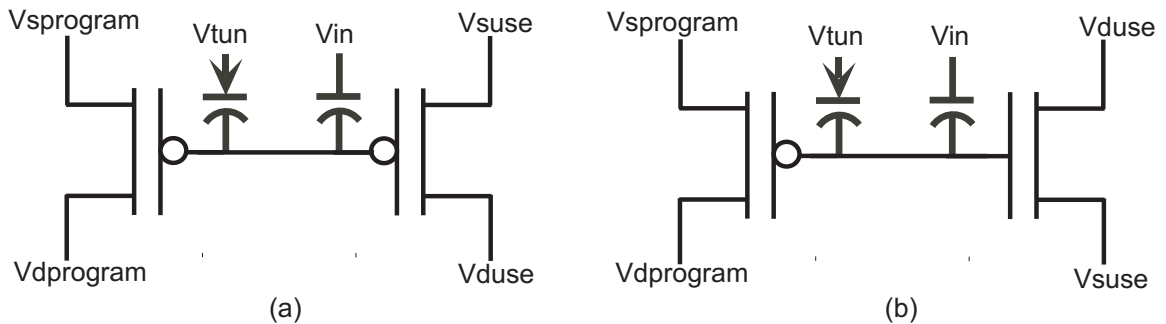 Vsprogram
Vtun
Vin
Vsuse
Vdprogram
Vduse
(a)
Vsprogram
Vtun
Vin
Vduse
Vdprogram
Vsuse
(b)